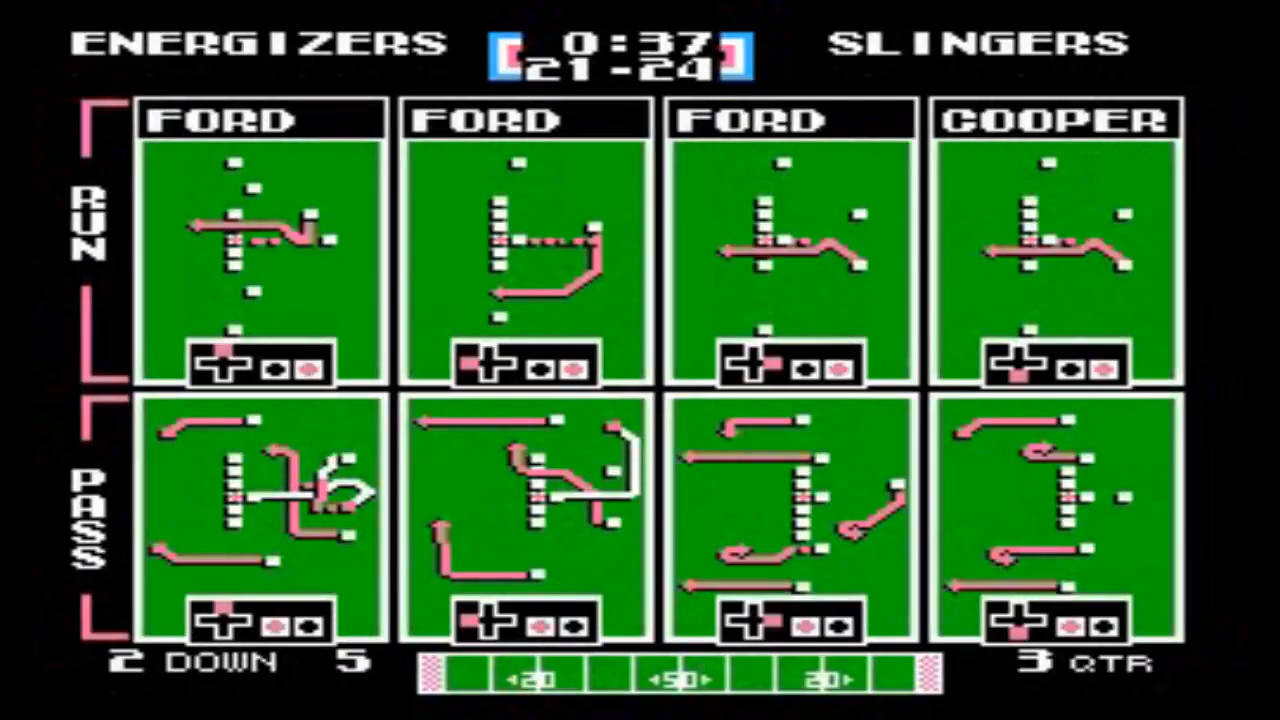 ENERGIZERS 0:37 SLINGERS
21-24
FORD FORD FORD COOPER
RUN
PASS
2 DOWN 5 3 QTR
20 50 20